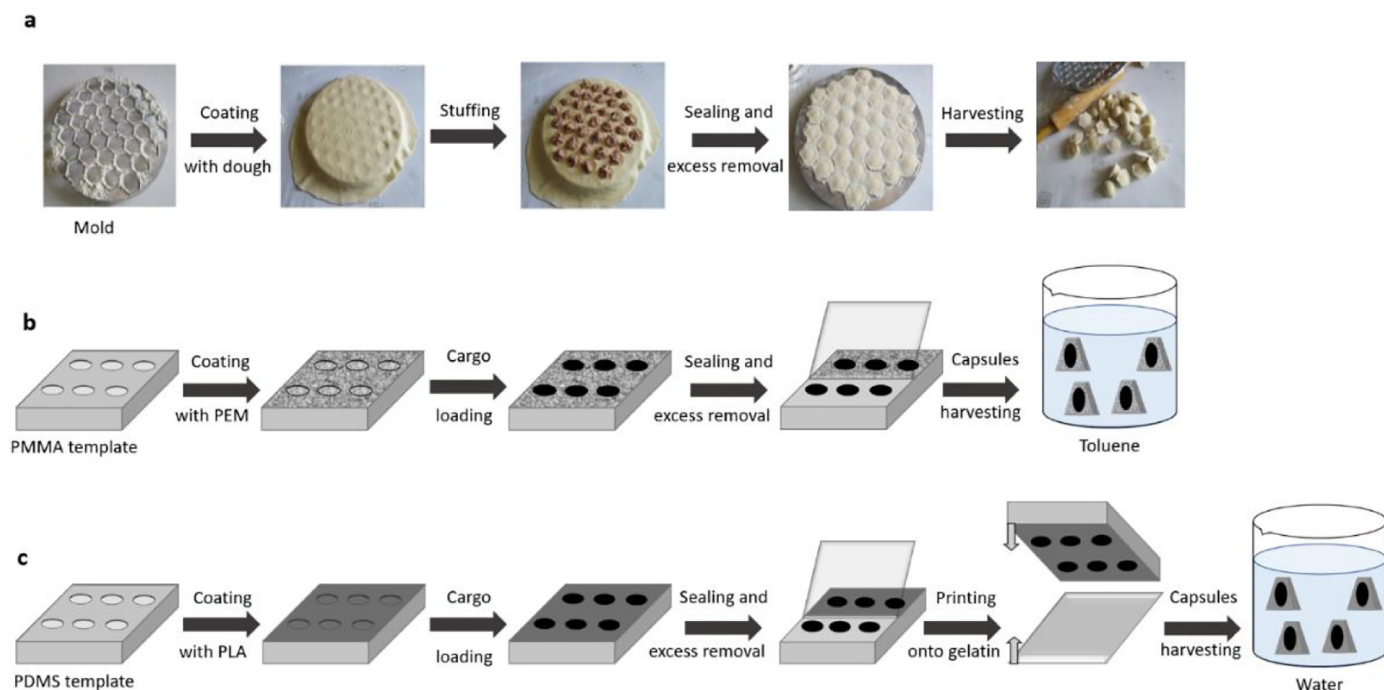 a
Coating
with dough
Stuffing
Sealing and
excess removal
Harvesting
Mold
b
Coating
with PEM
Cargo
loading
Sealing and
excess removal
Capsules
harvesting
PMMA template
Toluene
c
Coating
with PLA
Cargo
loading
Sealing and
excess removal
Printing
onto gelatin
Capsules
harvesting
PDMS template
Water